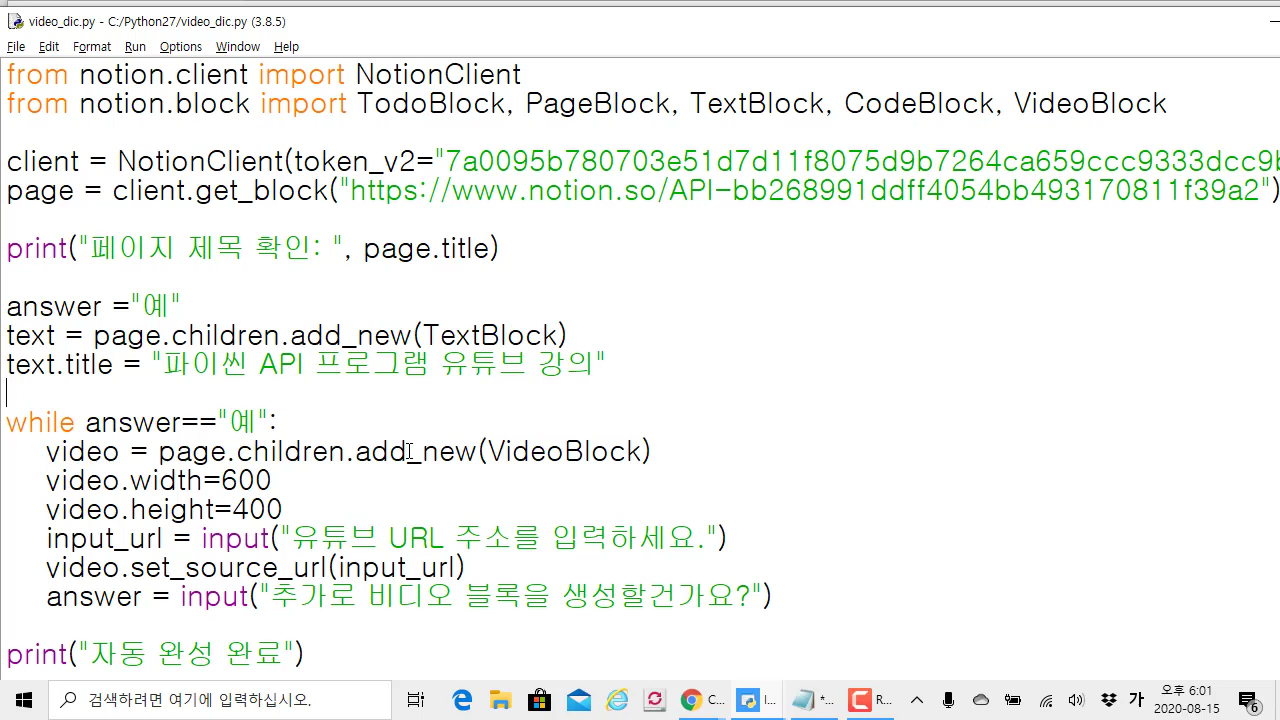 video_dic.py - C:/Python27/video_dic.py (3.8.5)
File Edit Format Run Options Window Help
from notion.client import NotionClient
from notion.block import TodoBlock, PageBlock, TextBlock, CodeBlock, VideoBlock
client = NotionClient(token_v2="7a0095b780703e51d7d11f8075d9b7264ca659ccc9333dcc9b
page = client.get_block("https://www.notion.so/API-bb268991ddff4054bb493170811f39a2")
print("페이지 제목 확인: ", page.title)
answer ="예"
text = page.children.add_new(TextBlock)
text.title = "파이썬 API 프로그램 유튜브 강의"
while answer=="예":
video = page.children.add_new(VideoBlock)
video.width=600
video.height=400
input_url = input("유튜브 URL 주소를 입력하세요.")
video.set_source_url(input_url)
answer = input("추가로 비디오 블록을 생성할건가요?")
print("자동 완성 완료")
검색하려면 여기에 입력하십시오.
C...
I...
*...
R...
가
오후 6:01
2020-08-15
6